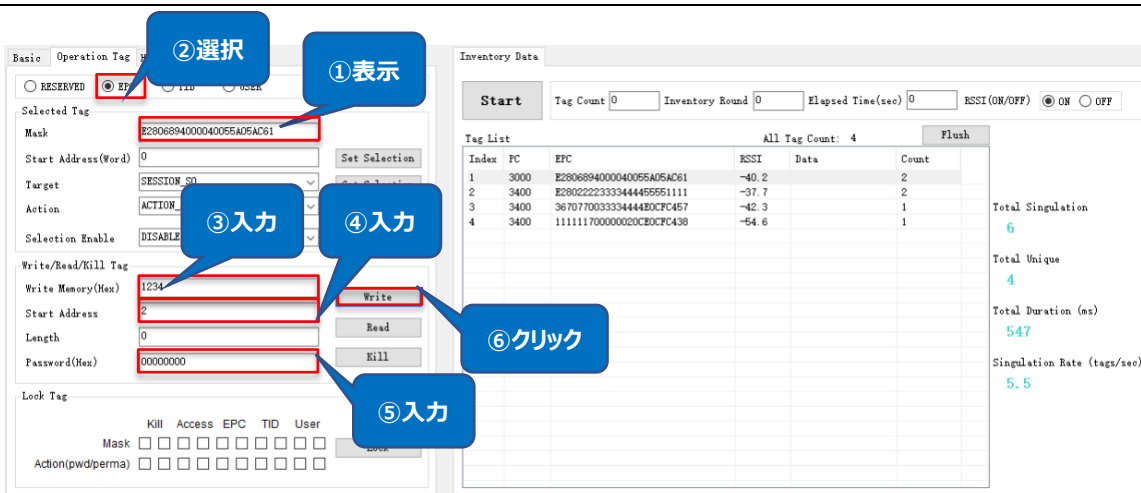 Basic Operation Tag
②選択
①表示
RESERVED
Selected Tag
Mask E2806894000040055A05AC61
Start Address(Word) 0 Set Selection
Target SESSION_S0
Action ACTION_
Selection Enable DISABLE
③入力
④入力
Write/Read/Kill Tag
Write Memory(Hex) 1234 Write
Start Address 2
Length 0 Read
Password(Hex) 00000000 Kill
⑥クリック
⑤入力
Lock Tag
Kill Access EPC TID User
Mask
Action(pwd/perma)
Inventory Data
Start Tag Count 0 Inventory Round 0 Elapsed Time(sec) 0 RSSI(ON/OFF) ON OFF
Tag List All Tag Count: 4 Flush
Index PC EPC RSSI Data Count
1 3000 E2806894000040055A05AC61 -40.2 2
2 3400 E28022223333444455551111 -37.7 2
3 3400 3670770033334444E0CFC457 -42.3 1
4 3400 111111700000020CE0CFC438 -54.6 1
Total Singulation
6
Total Unique
4
Total Duration (ms)
547
Singulation Rate (tags/sec)
5.5